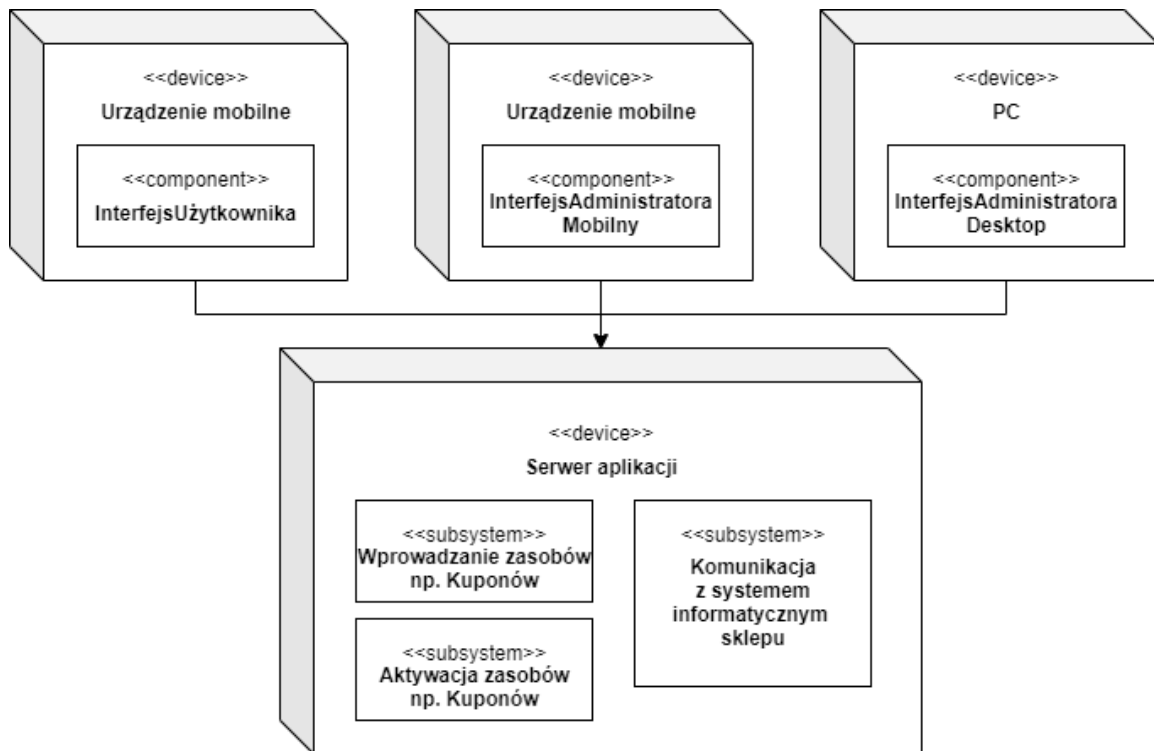 <<device>>
Urządzenie mobilne
<<component>>
InterfejsUżytkownika
<<device>>
Urządzenie mobilne
<<component>>
InterfejsAdministratora
Mobilny
<<device>>
PC
<<component>>
InterfejsAdministratora
Desktop
<<device>>
Serwer aplikacji
<<subsystem>>
Wprowadzanie zasobów
np. Kuponów
<<subsystem>>
Aktywacja zasobów
np. Kuponów
<<subsystem>>
Komunikacja
z systemem
informatycznym
sklepu